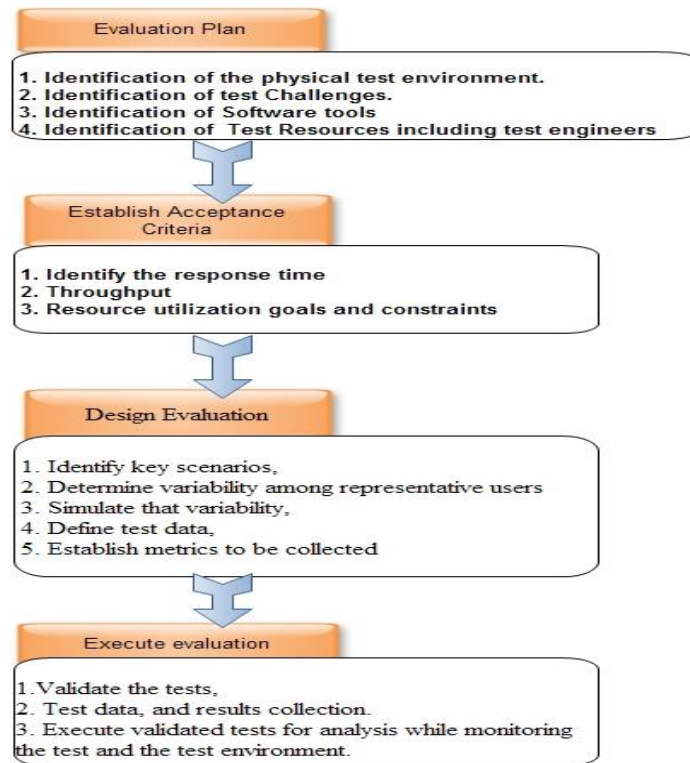 Evaluation Plan
1. Identification of the physical test environment.
2. Identification of test Challenges.
3. Identification of Software tools
4. Identification of Test Resources including test engineers
Establish Acceptance
Criteria
1. Identify the response time
2. Throughput
3. Resource utilization goals and constraints
Design Evaluation
1. Identify key scenarios,
2. Determine variability among representative users
3. Simulate that variability,
4. Define test data,
5. Establish metrics to be collected
Execute evaluation
1.Validate the tests,
2. Test data, and results collection.
3. Execute validated tests for analysis while monitoring
the test and the test environment.